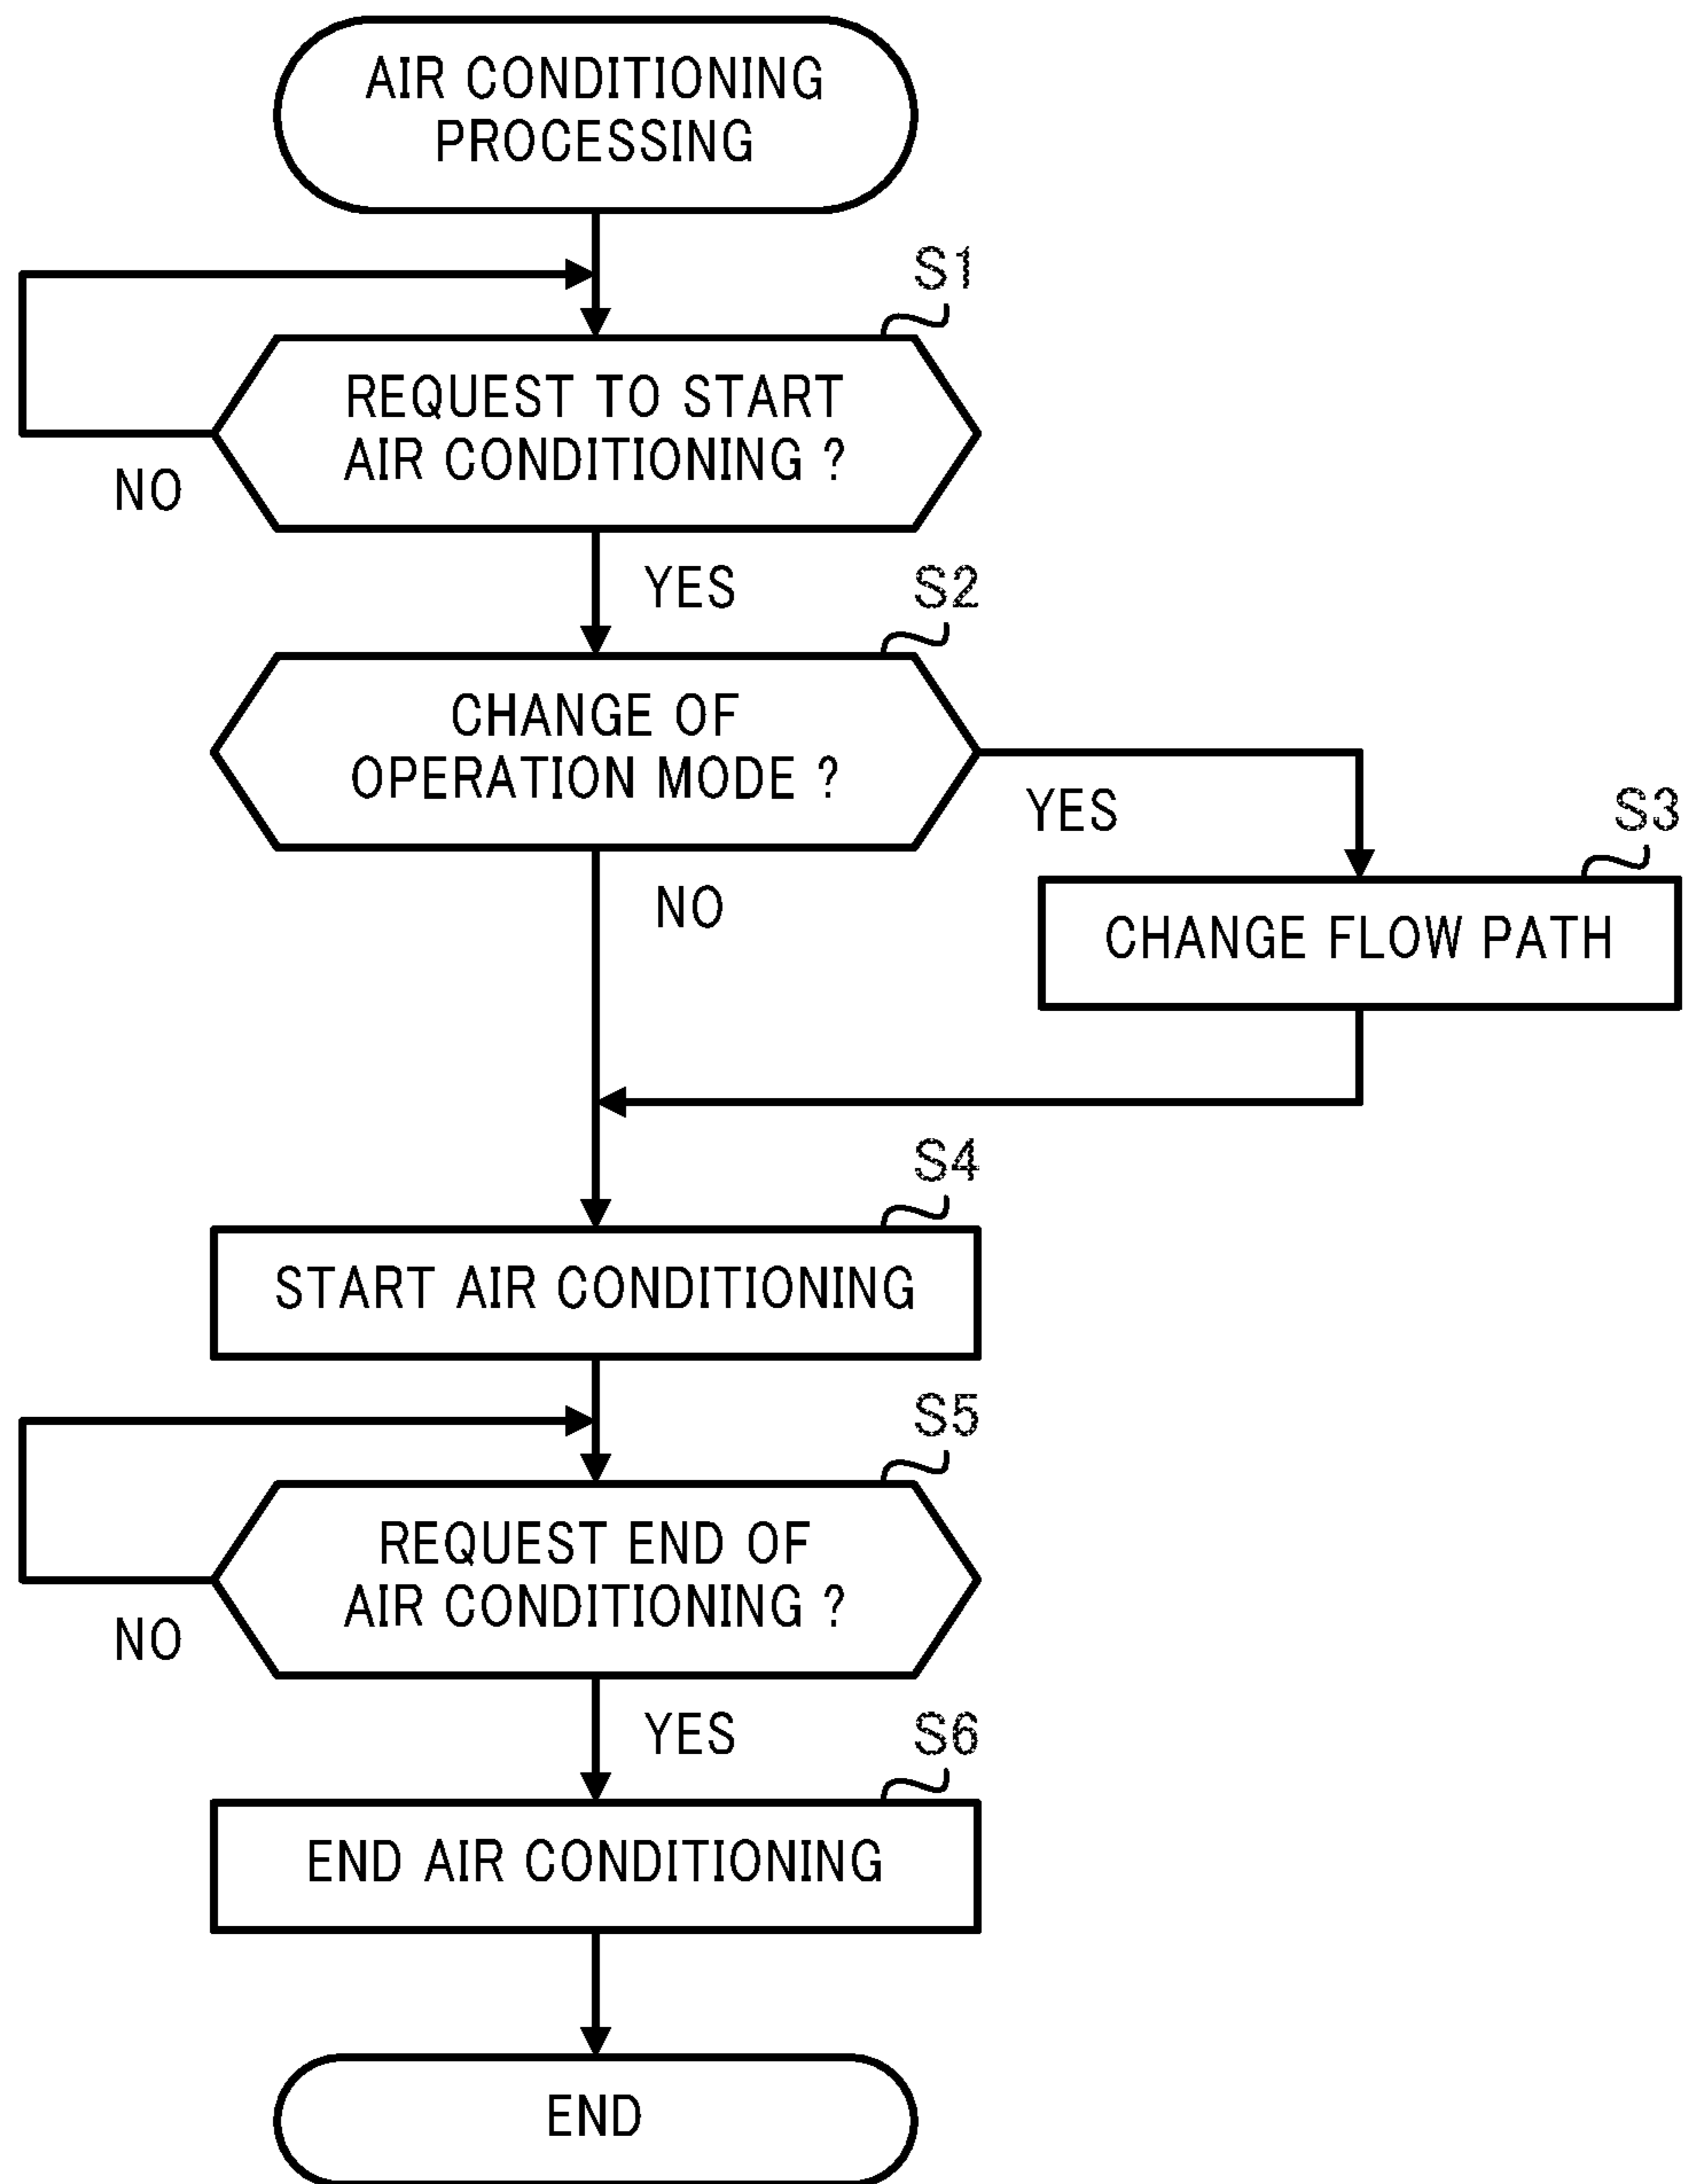 AIR CONDITIONING
PROCESSING
S1
REQUEST TO START
AIR CONDITIONING ?
NO
YES
S2
CHANGE OF
OPERATION MODE ?
YES
S3
NO
CHANGE FLOW PATH
S4
START AIR CONDITIONING
S5
REQUEST END OF
AIR CONDITIONING ?
NO
YES
S6
END AIR CONDITIONING
END